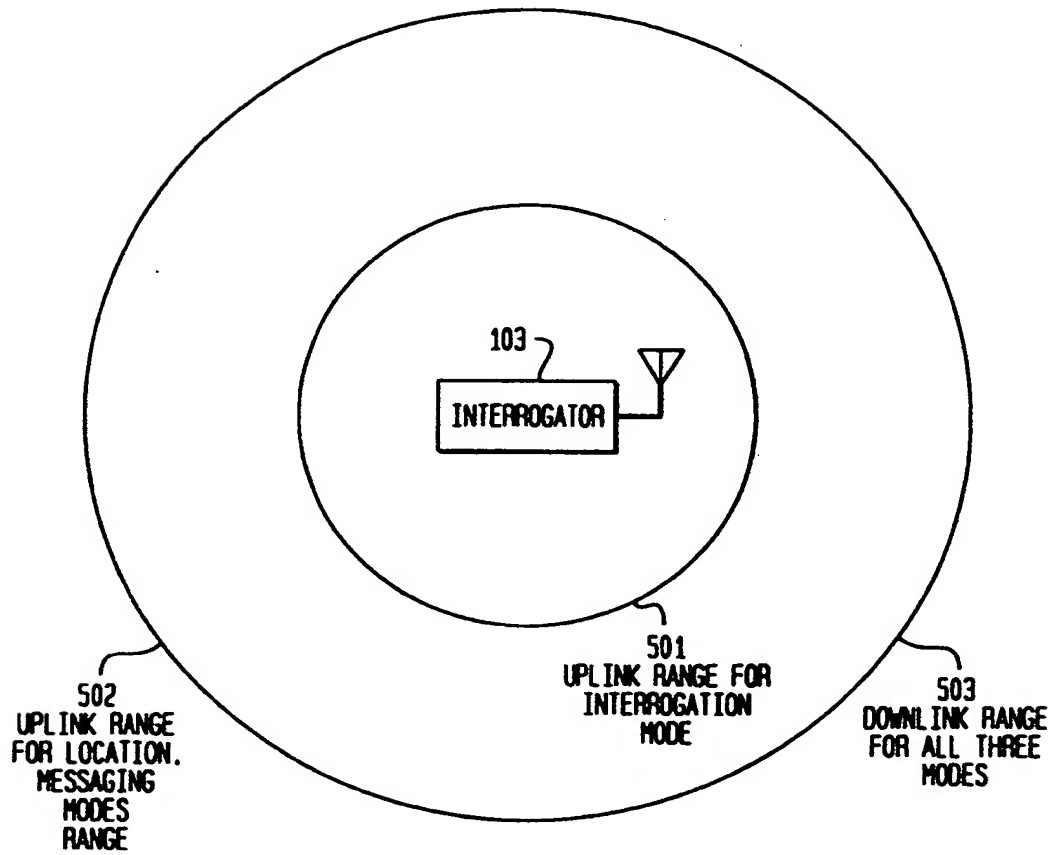 103
INTERROGATOR
501
UPLINK RANGE FOR
INTERROGATION
MODE
502
UPLINK RANGE
FOR LOCATION.
MESSAGING
MODES
RANGE
503
DOWNLINK RANGE
FOR ALL THREE
MODES